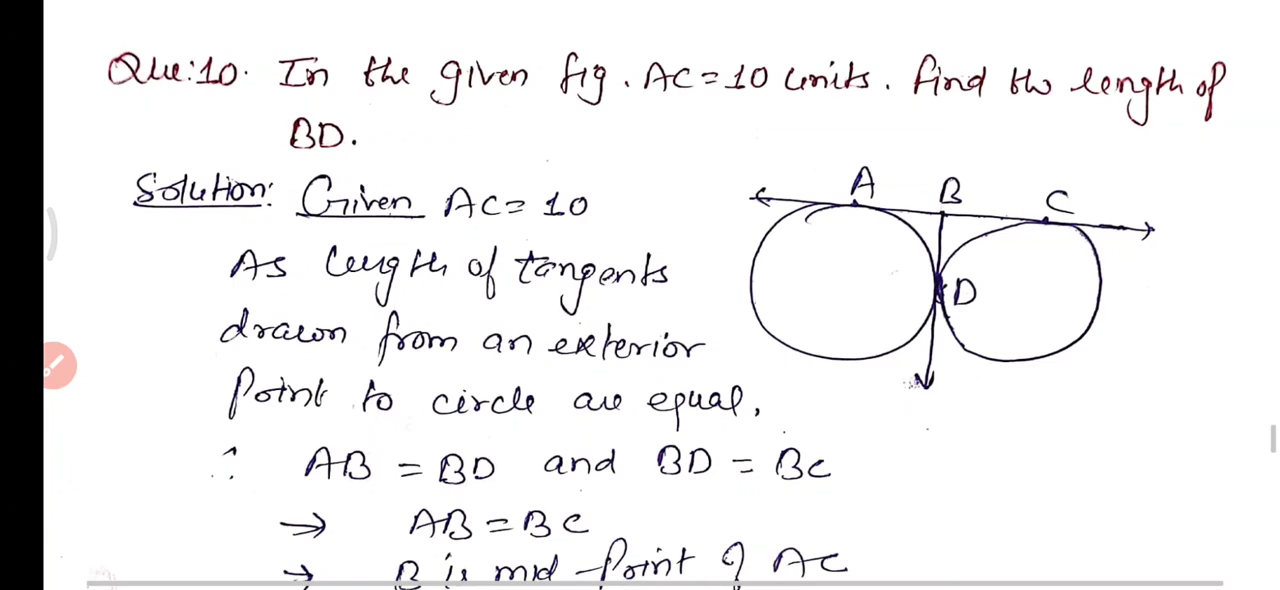 Que:10. In the given fig. AC=10 units. find the length of
BD.
Solution: Given AC=10
As length of tangents
drawn from an exterior
Point to circle are equal,
∴ AB = BD and BD = BC
⇒ AB = BC
⇒ B is mid-Point of AC
A
B
C
D